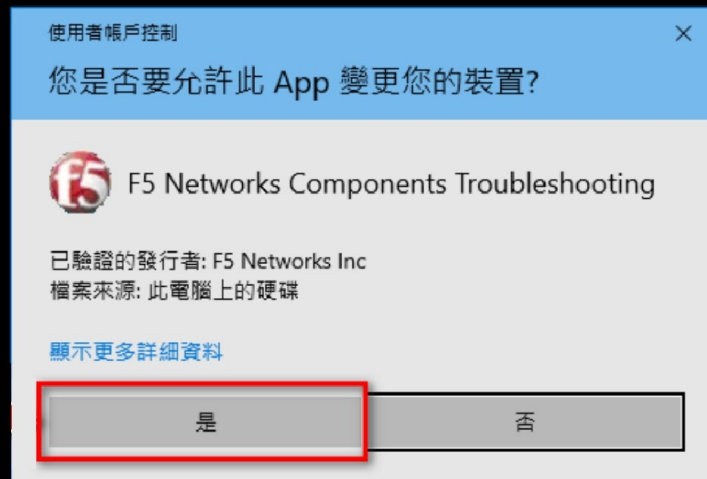 使用者帳戶控制
您是否要允許此 App 變更您的裝置?
f5 F5 Networks Components Troubleshooting
已驗證的發行者: F5 Networks Inc
檔案來源: 此電腦上的硬碟
顯示更多詳細資料
是 否